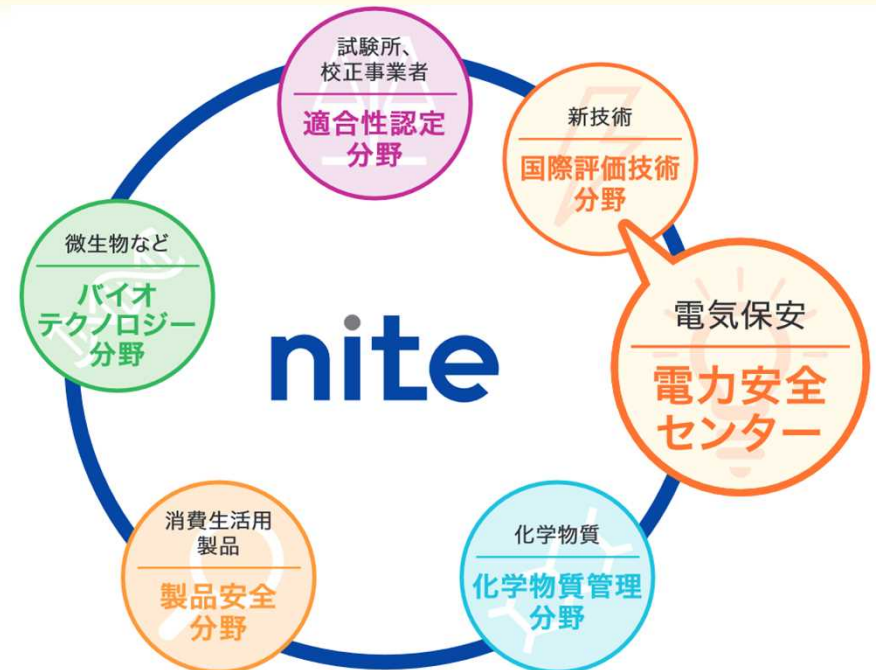 試験所、
校正事業者
適合性認定
分野
新技術
国際評価技術
分野
電気保安
電力安全
センター
微生物など
バイオ
テクノロジー
分野
nite
消費生活用
製品
製品安全
分野
化学物質
化学物質管理
分野